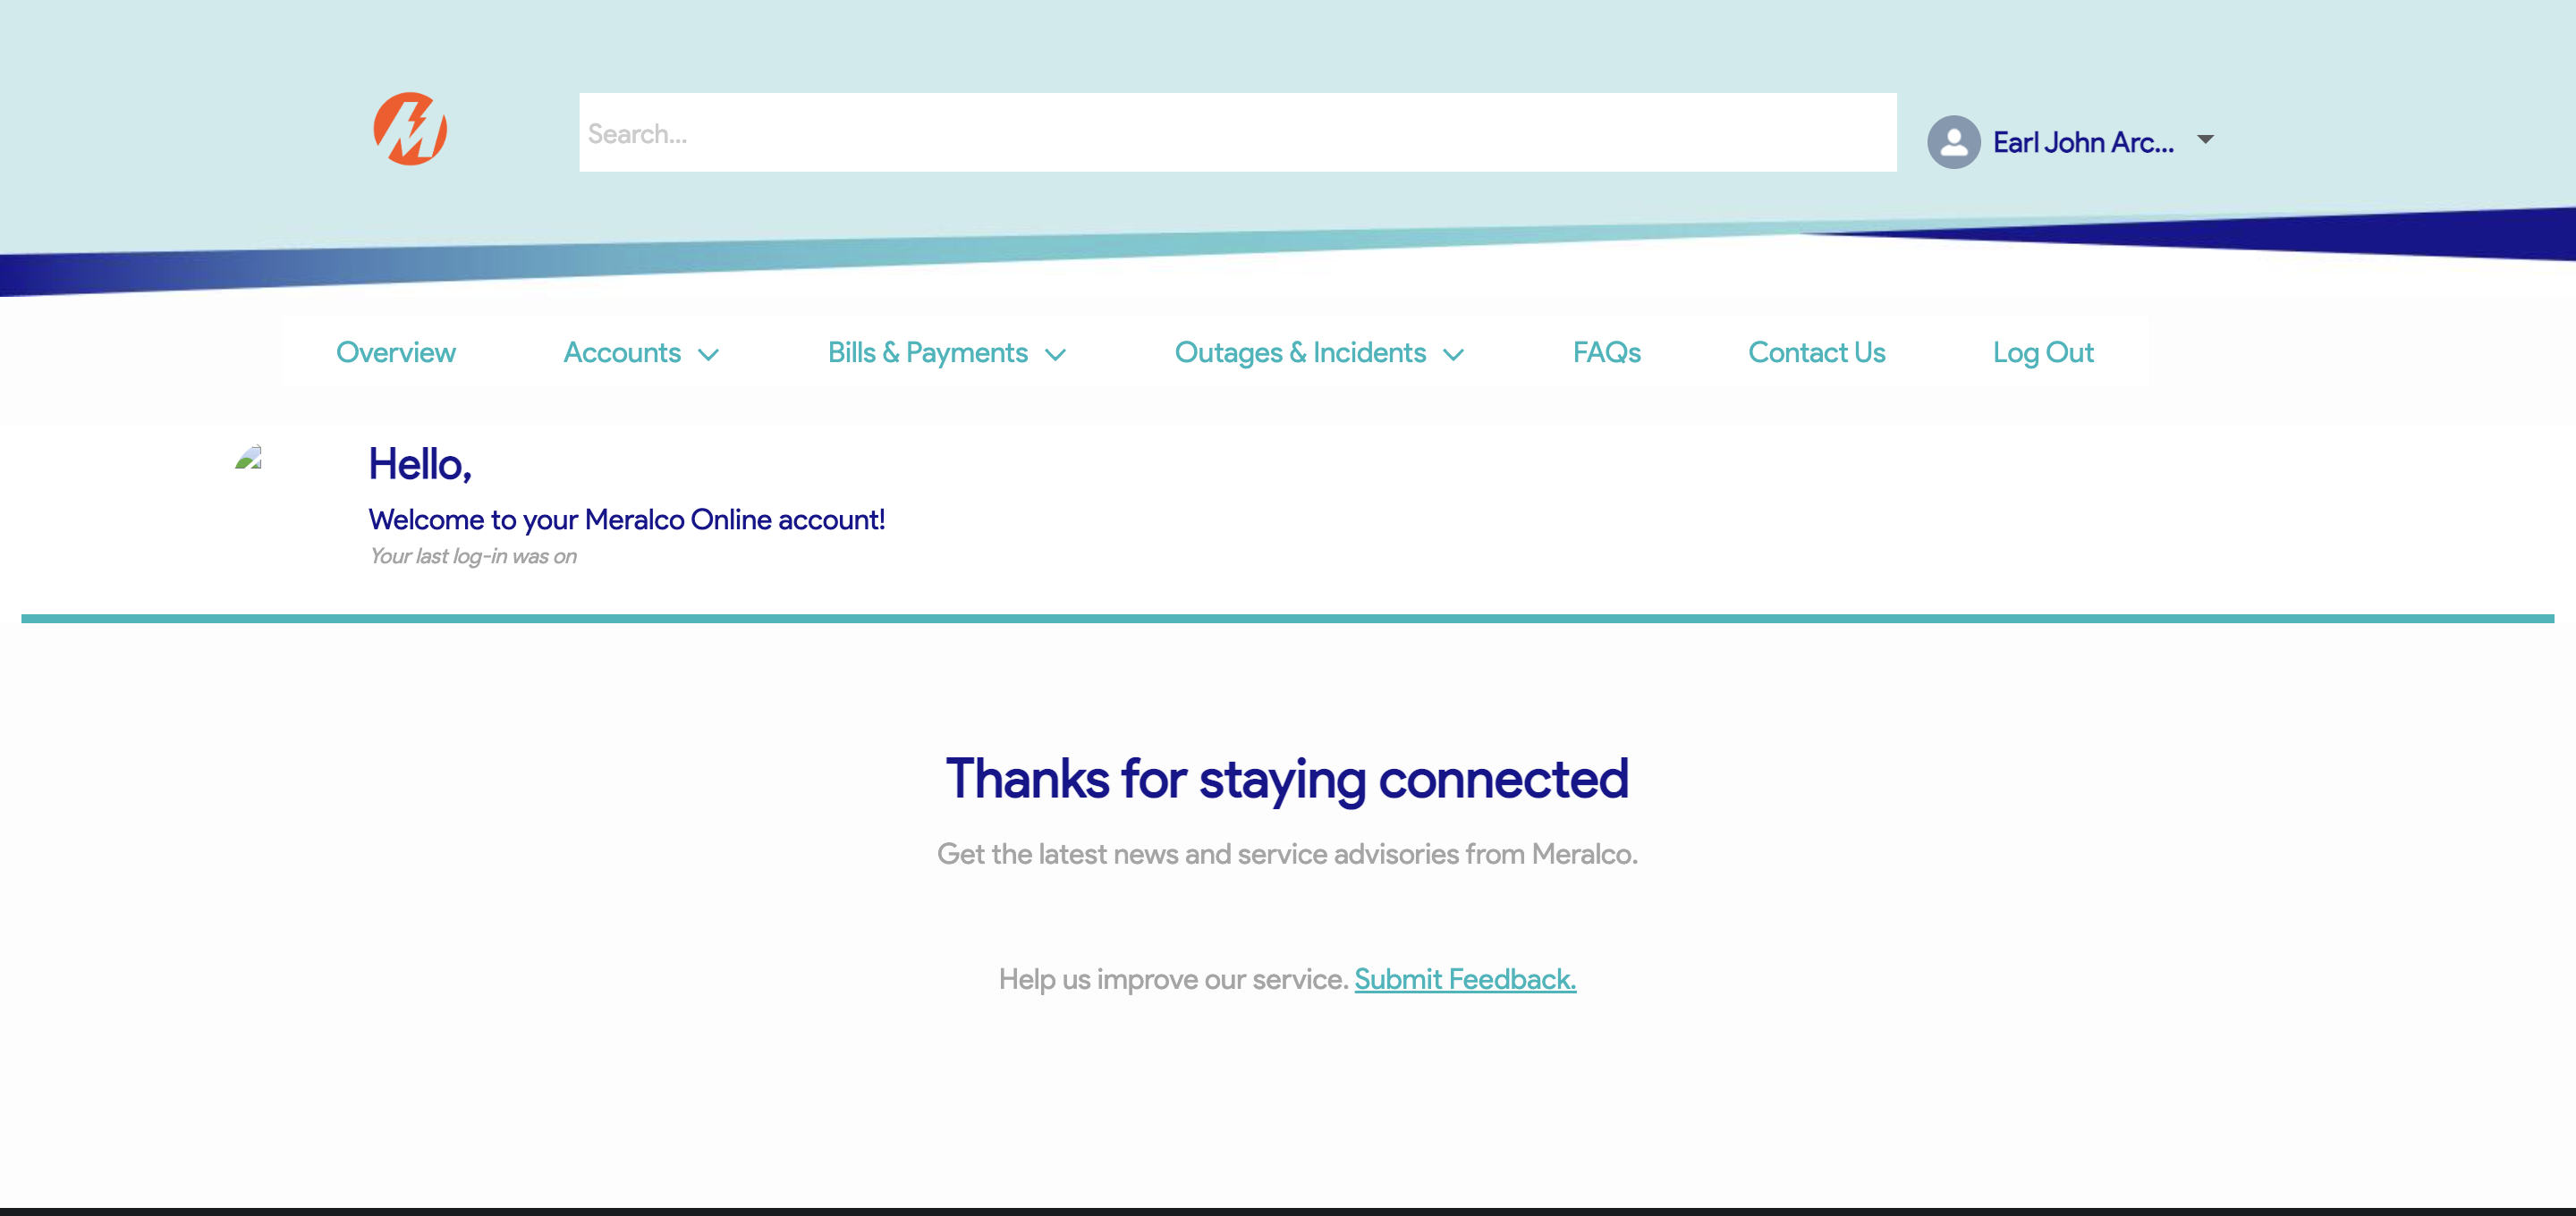 Search...
Earl John Arc...
Overview
Accounts
Bills & Payments
Outages & Incidents
FAQs
Contact Us
Log Out
Hello,
Welcome to your Meralco Online account!
Your last log-in was on
Thanks for staying connected
Get the latest news and service advisories from Meralco.
Help us improve our service. Submit Feedback.